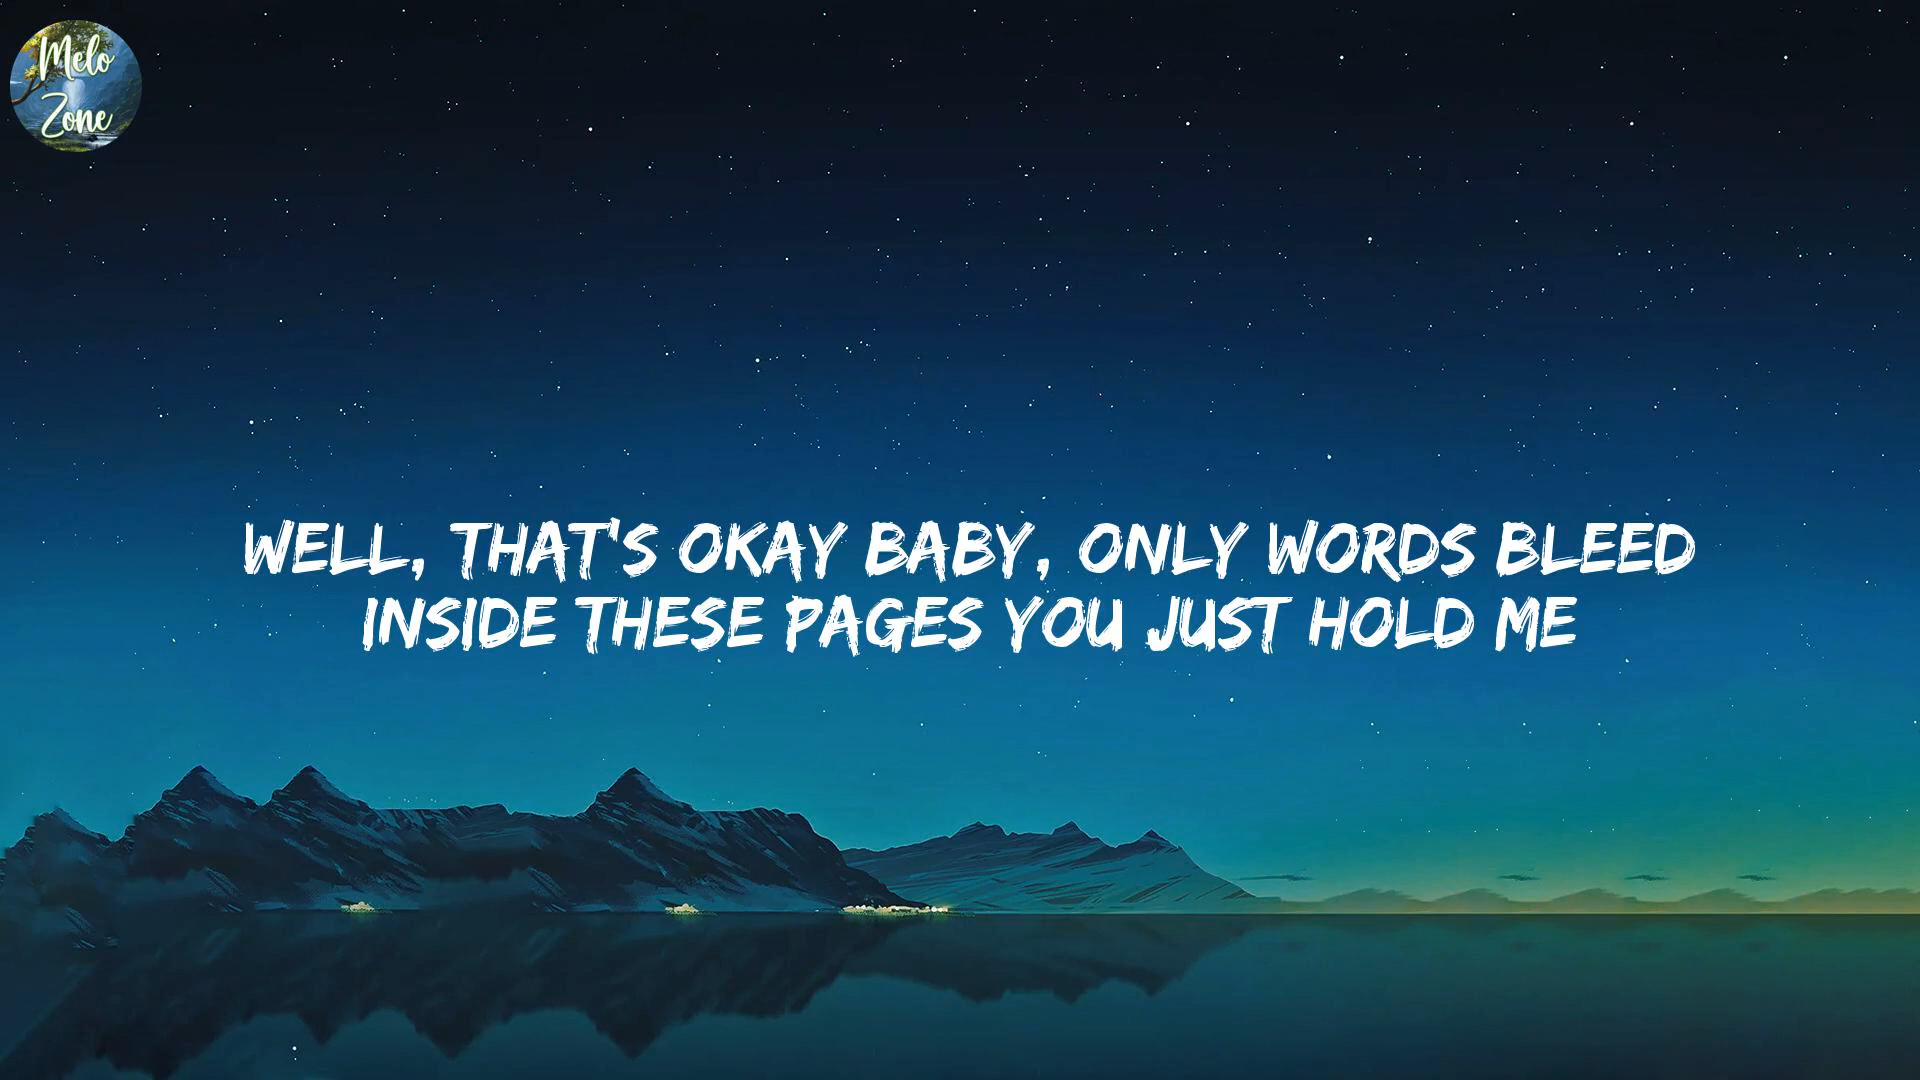 Melo
Zone
WELL, THAT'S OKAY BABY, ONLY WORDS BLEED
INSIDE THESE PAGES YOU JUST HOLD ME